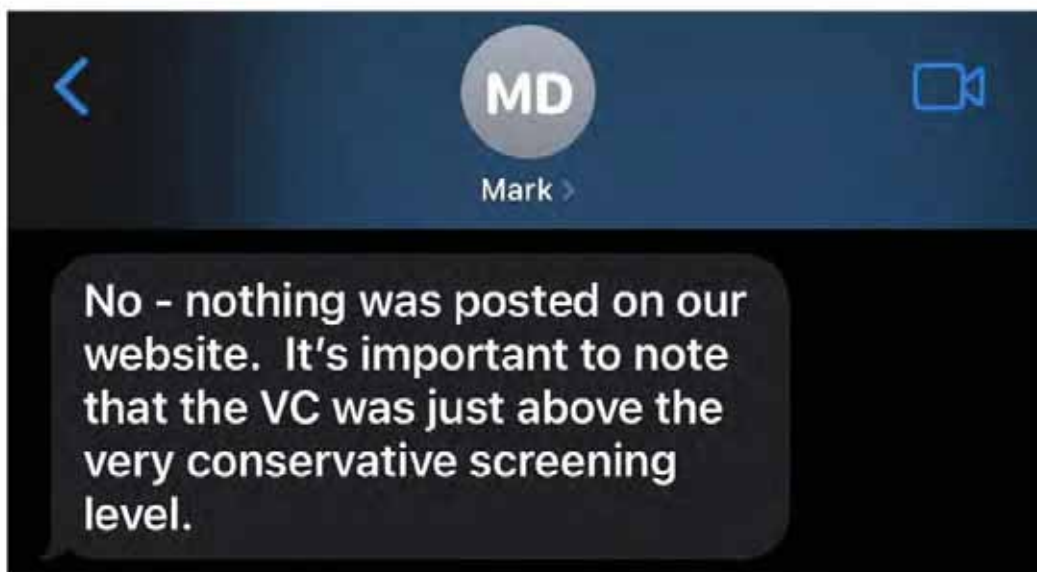 MD
Mark
No - nothing was posted on our
website.  It's important to note
that the VC was just above the
very conservative screening
level.